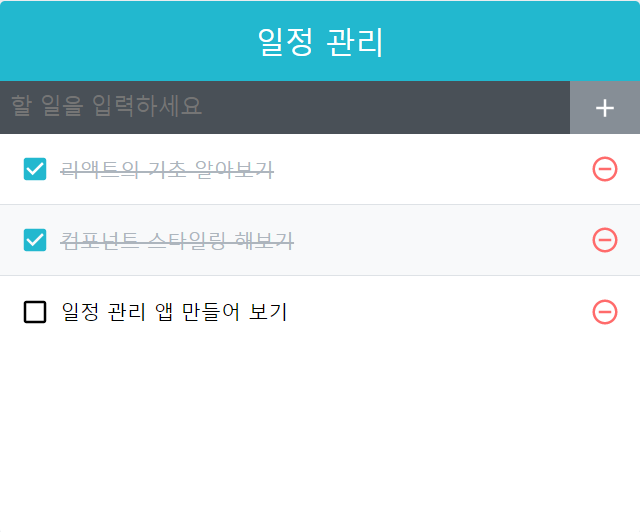 일정 관리
할 일을 입력하세요
리액트의 기초 알아보기
컴포넌트 스타일링 해보기
일정 관리 앱 만들어 보기